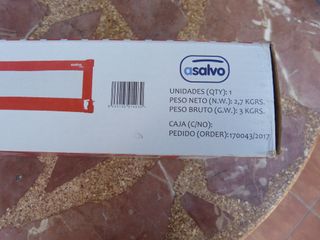 asalvo
UNIDADES (QTY): 1
PESO NETO (N.W.): 2,7 KGRS.
PESO BRUTO (G.W.): 3 KGRS.
CAJA (C/NO):
PEDIDO (ORDER):170043/2017